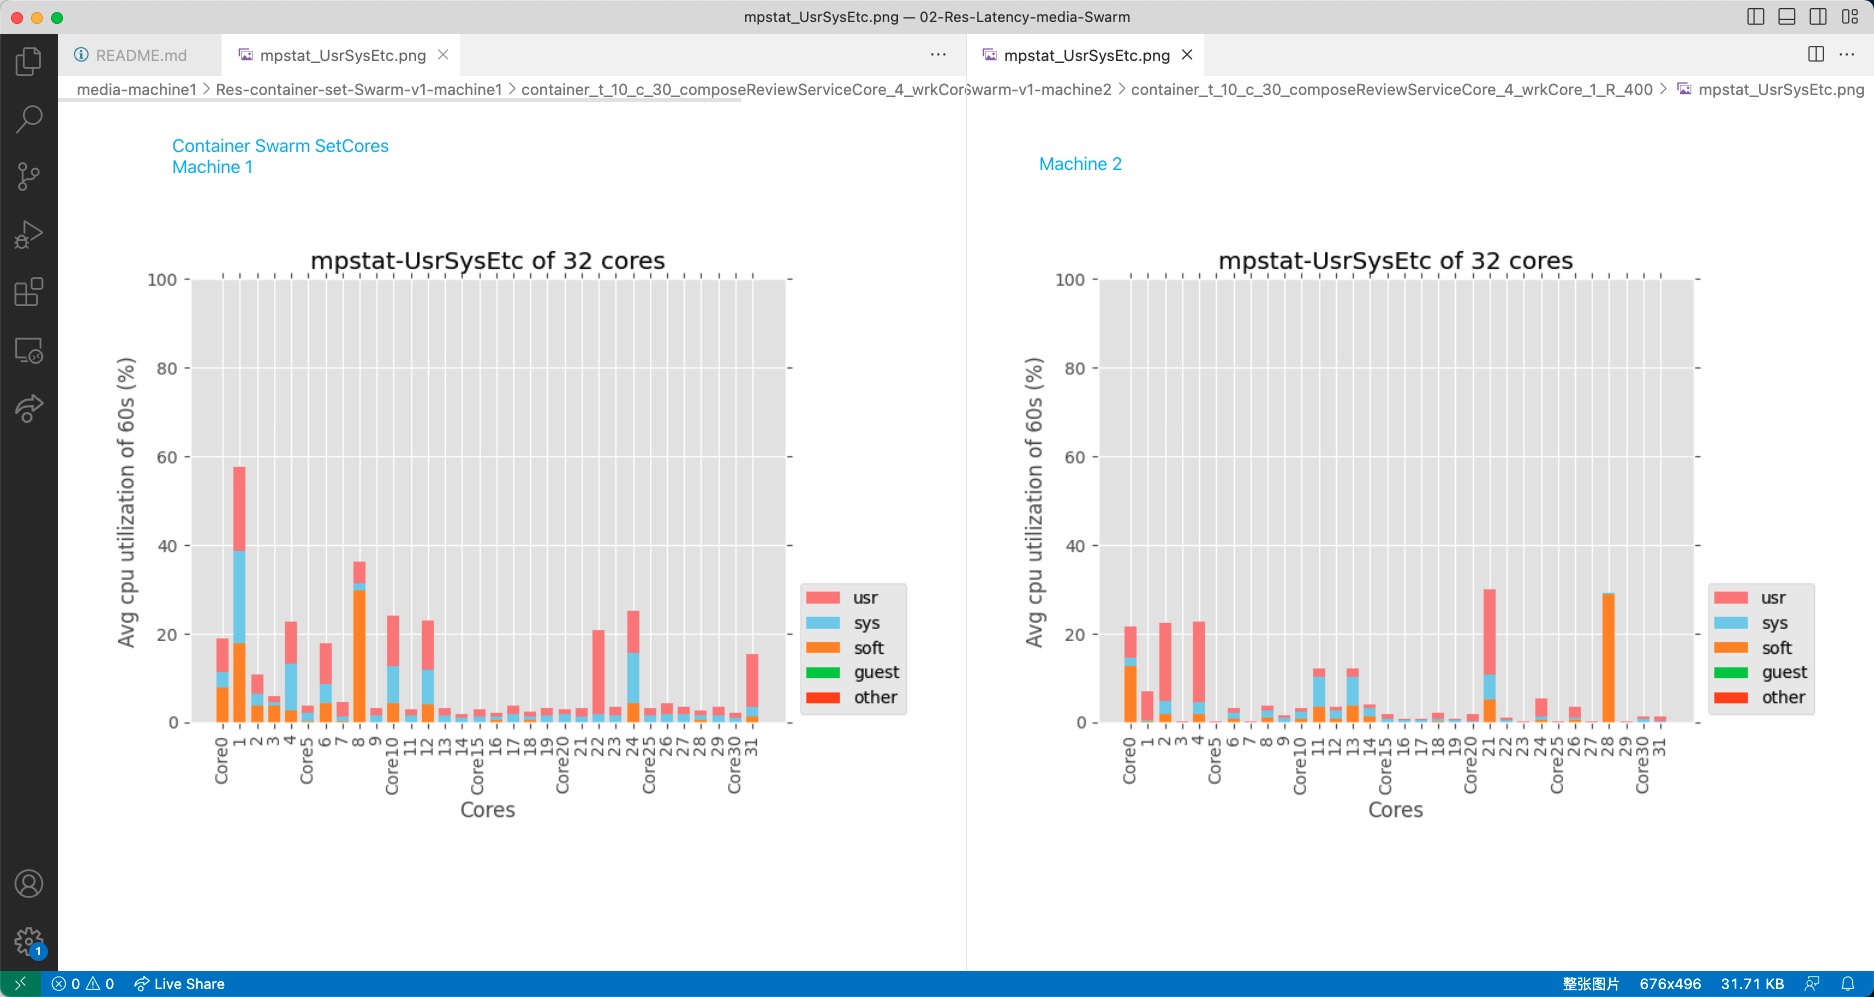 mpstat_UsrSysEtc.png — 02-Res-Latency-media-Swarm
README.md
mpstat_UsrSysEtc.png
mpstat_UsrSysEtc.png
media-machine1 > Res-container-set-Swarm-v1-machine1 > container_t_10_c_30_composeReviewServiceCore_4_wrkCor
Swarm-v1-machine2 > container_t_10_c_30_composeReviewServiceCore_4_wrkCore_1_R_400 > mpstat_UsrSysEtc.png
Container Swarm SetCores
Machine 1
mpstat-UsrSysEtc of 32 cores
Avg cpu utilization of 60s (%)
100
80
60
40
20
0
Core0 1 2 3 4 Core5 6 7 8 9 Core10 11 12 13 14 Core15 16 17 18 19 Core20 21 22 23 24 Core25 26 27 28 29 Core30 31
Cores
usr
sys
soft
guest
other
Machine 2
mpstat-UsrSysEtc of 32 cores
Avg cpu utilization of 60s (%)
100
80
60
40
20
0
Core0 1 2 3 4 Core5 6 7 8 9 Core10 11 12 13 14 Core15 16 17 18 19 Core20 21 22 23 24 Core25 26 27 28 29 Core30 31
Cores
usr
sys
soft
guest
other
1
0 0 Live Share
整张图片 676x496 31.71 KB